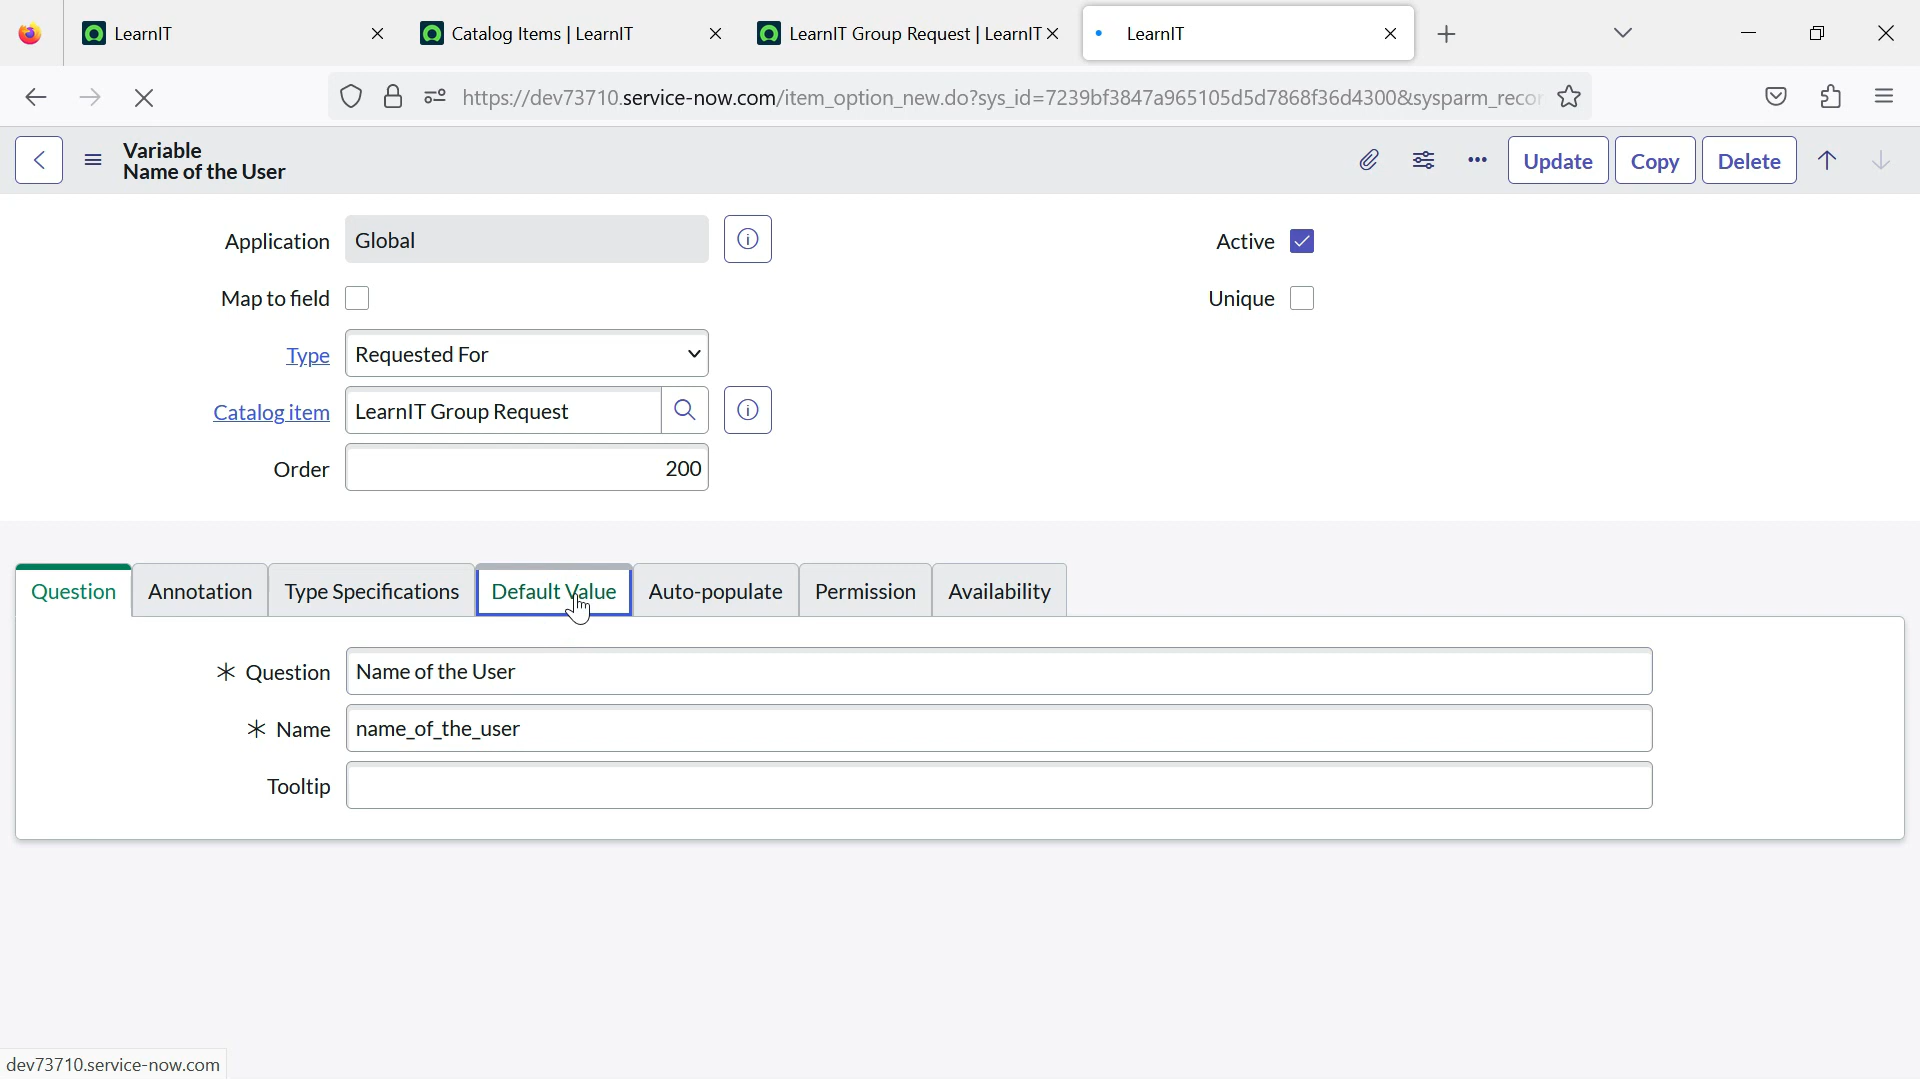 LearnIT
Catalog Items | LearnIT
LearnIT Group Request | LearnIT
LearnIT
https://dev73710.service-now.com/item_option_new.do?sys_id=7239bf3847a965105d5d7868f36d4300&sysparm_recor
Variable
Name of the User
Update
Copy
Delete
Application
Global
Active
Map to field
Unique
Type
Requested For
Catalog item
LearnIT Group Request
Order
200
Question
Annotation
Type Specifications
Default Value
Auto-populate
Permission
Availability
* Question
Name of the User
* Name
name_of_the_user
Tooltip
dev73710.service-now.com